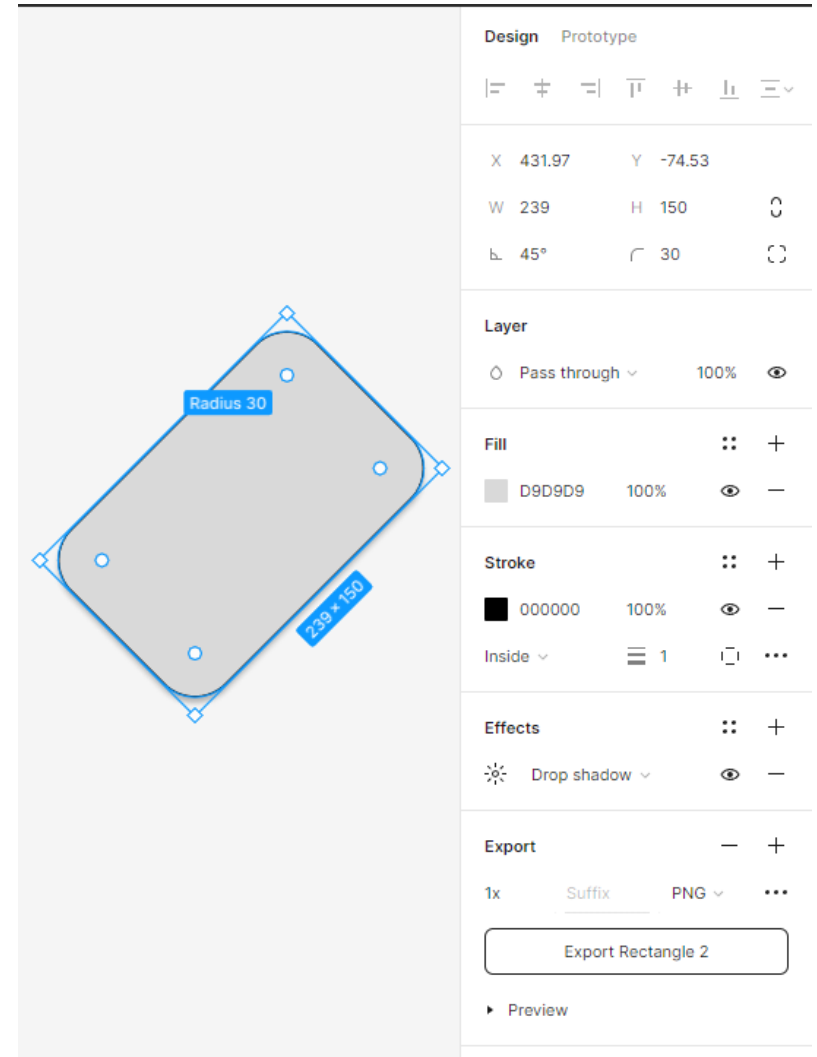 Design Prototype
X 431.97 Y -74.53
W 239 H 150
45° 30
Layer
Pass through 100%
Radius 30
Fill
D9D9D9 100%
Stroke
000000 100%
239 × 150
Inside 1
Effects
Drop shadow
Export
1x Suffix PNG
Export Rectangle 2
Preview